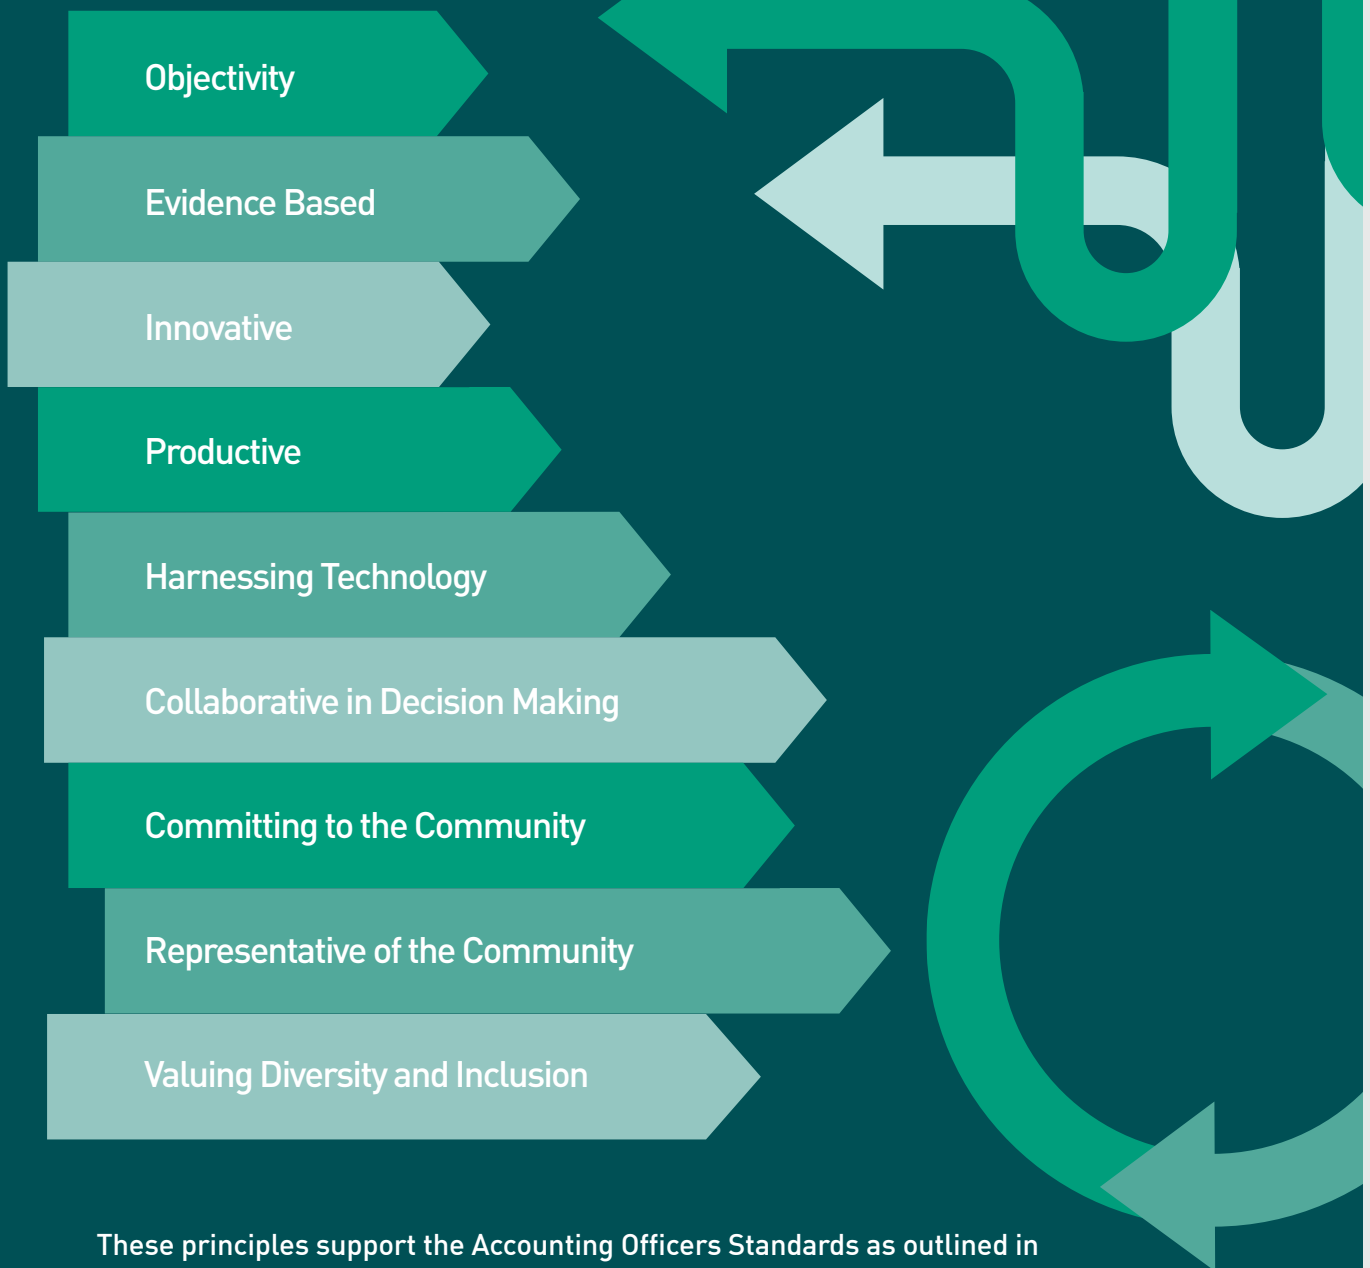 Objectivity
Evidence Based
Innovative
Productive
Harnessing Technology
Collaborative in Decision Making
Committing to the Community
Representative of the Community
Valuing Diversity and Inclusion
These principles support the Accounting Officers Standards as outlined in